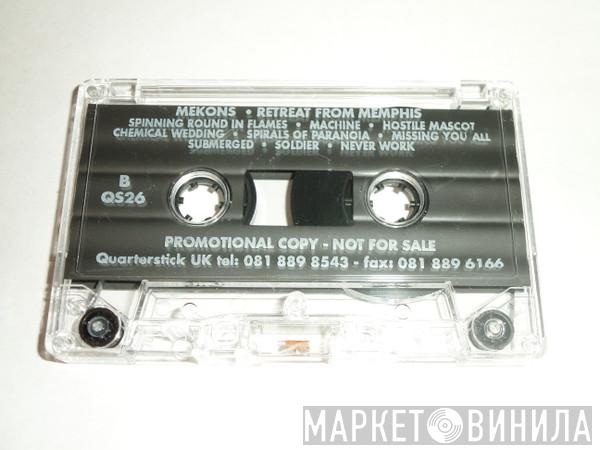 MEKONS • RETREAT FROM MEMPHIS
SPINNING ROUND IN FLAMES • MACHINE • HOSTILE MASCOT
CHEMICAL WEDDING • SPIRALS OF PARANOIA • MISSING YOU ALL
SUBMERGED • SOLDIER • NEVER WORK
B
QS26
PROMOTIONAL COPY - NOT FOR SALE
Quarterstick UK tel: 081 889 8543 - fax: 081 889 6166
МАРКЕТ ВИНИЛА